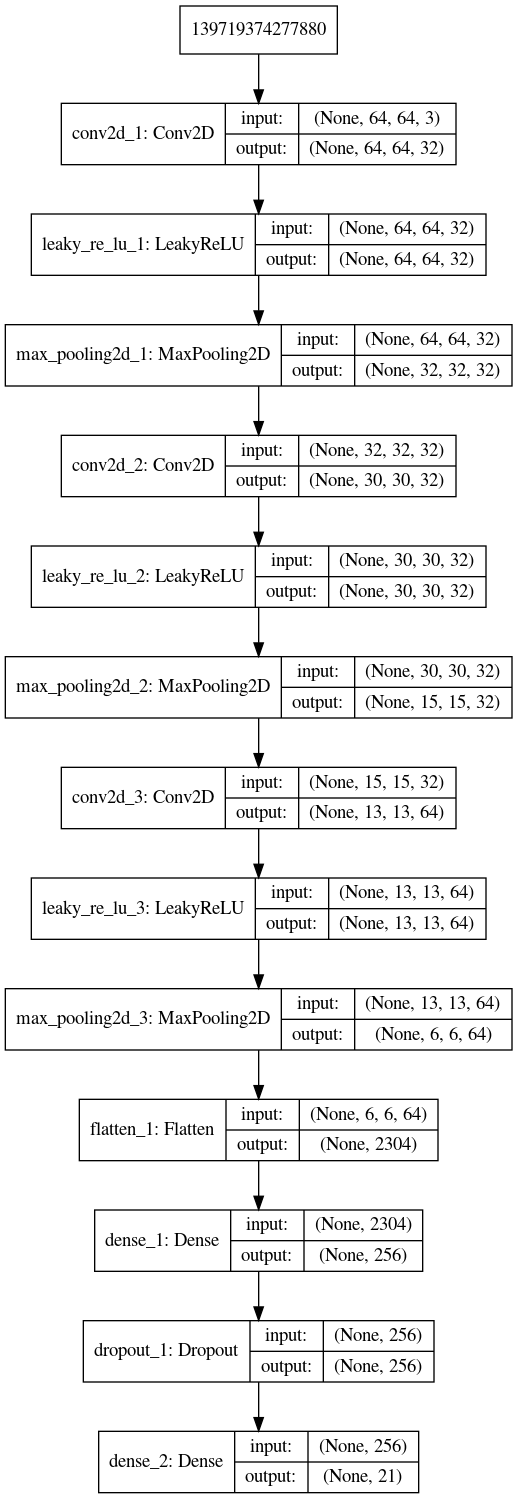 139719374277880
conv2d_1: Conv2D
input: (None, 64, 64, 3)
output: (None, 64, 64, 32)
leaky_re_lu_1: LeakyReLU
input: (None, 64, 64, 32)
output: (None, 64, 64, 32)
max_pooling2d_1: MaxPooling2D
input: (None, 64, 64, 32)
output: (None, 32, 32, 32)
conv2d_2: Conv2D
input: (None, 32, 32, 32)
output: (None, 30, 30, 32)
leaky_re_lu_2: LeakyReLU
input: (None, 30, 30, 32)
output: (None, 30, 30, 32)
max_pooling2d_2: MaxPooling2D
input: (None, 30, 30, 32)
output: (None, 15, 15, 32)
conv2d_3: Conv2D
input: (None, 15, 15, 32)
output: (None, 13, 13, 64)
leaky_re_lu_3: LeakyReLU
input: (None, 13, 13, 64)
output: (None, 13, 13, 64)
max_pooling2d_3: MaxPooling2D
input: (None, 13, 13, 64)
output: (None, 6, 6, 64)
flatten_1: Flatten
input: (None, 6, 6, 64)
output: (None, 2304)
dense_1: Dense
input: (None, 2304)
output: (None, 256)
dropout_1: Dropout
input: (None, 256)
output: (None, 256)
dense_2: Dense
input: (None, 256)
output: (None, 21)